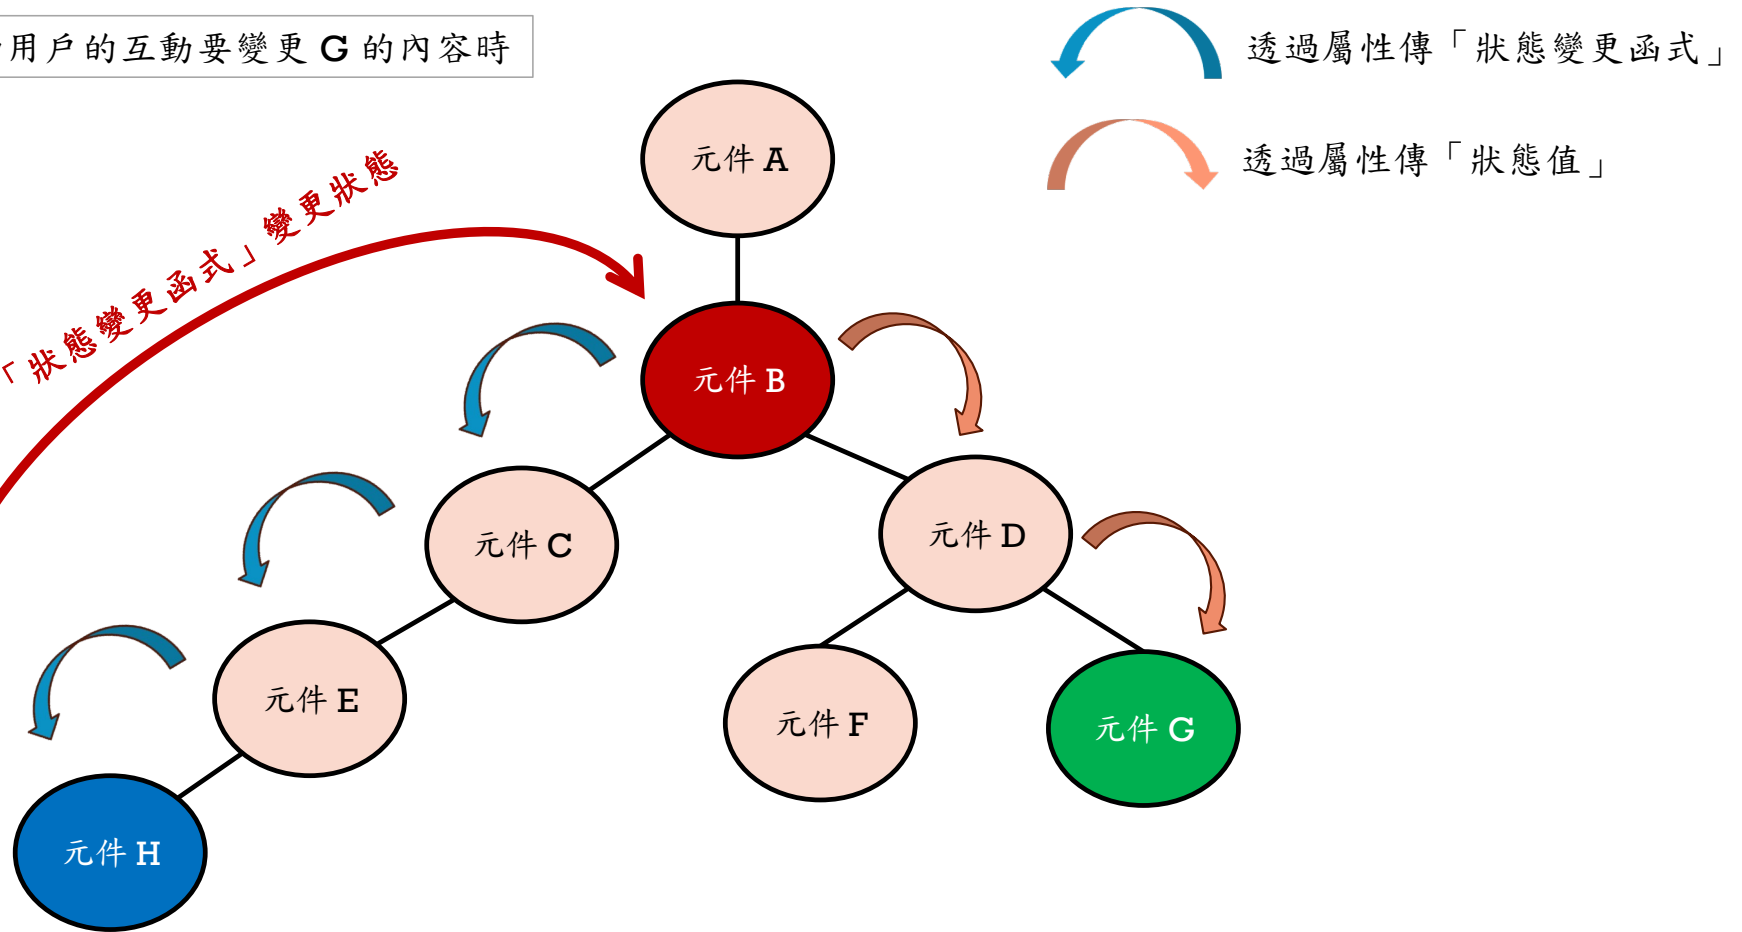 用戶的互動要變更 G 的內容時
透過屬性傳「狀態變更函式」
透過屬性傳「狀態值」
「狀態變更函式」變更狀態
元件 A
元件 B
元件 C
元件 D
元件 E
元件 F
元件 G
元件 H